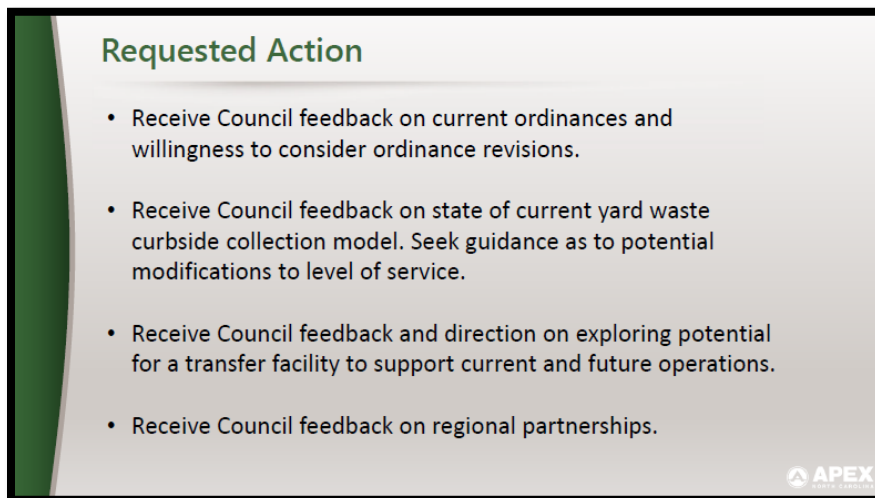 Requested Action
• Receive Council feedback on current ordinances and
willingness to consider ordinance revisions.
• Receive Council feedback on state of current yard waste
curbside collection model. Seek guidance as to potential
modifications to level of service.
• Receive Council feedback and direction on exploring potential
for a transfer facility to support current and future operations.
• Receive Council feedback on regional partnerships.
APEX
NORTH CAROLINA